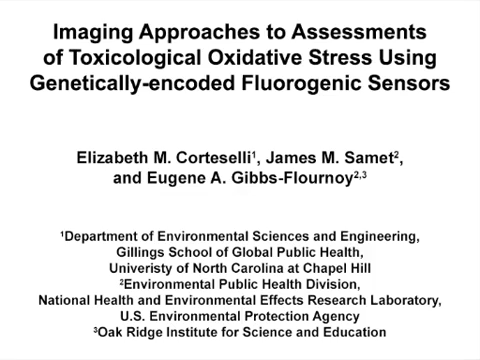 Imaging Approaches to Assessments
of Toxicological Oxidative Stress Using
Genetically-encoded Fluorogenic Sensors
Elizabeth M. Corteselli¹, James M. Samet²,
and Eugene A. Gibbs-Flournoy²,³
¹Department of Environmental Sciences and Engineering,
Gillings School of Global Public Health,
Univeristy of North Carolina at Chapel Hill
²Environmental Public Health Division,
National Health and Environmental Effects Research Laboratory,
U.S. Environmental Protection Agency
³Oak Ridge Institute for Science and Education